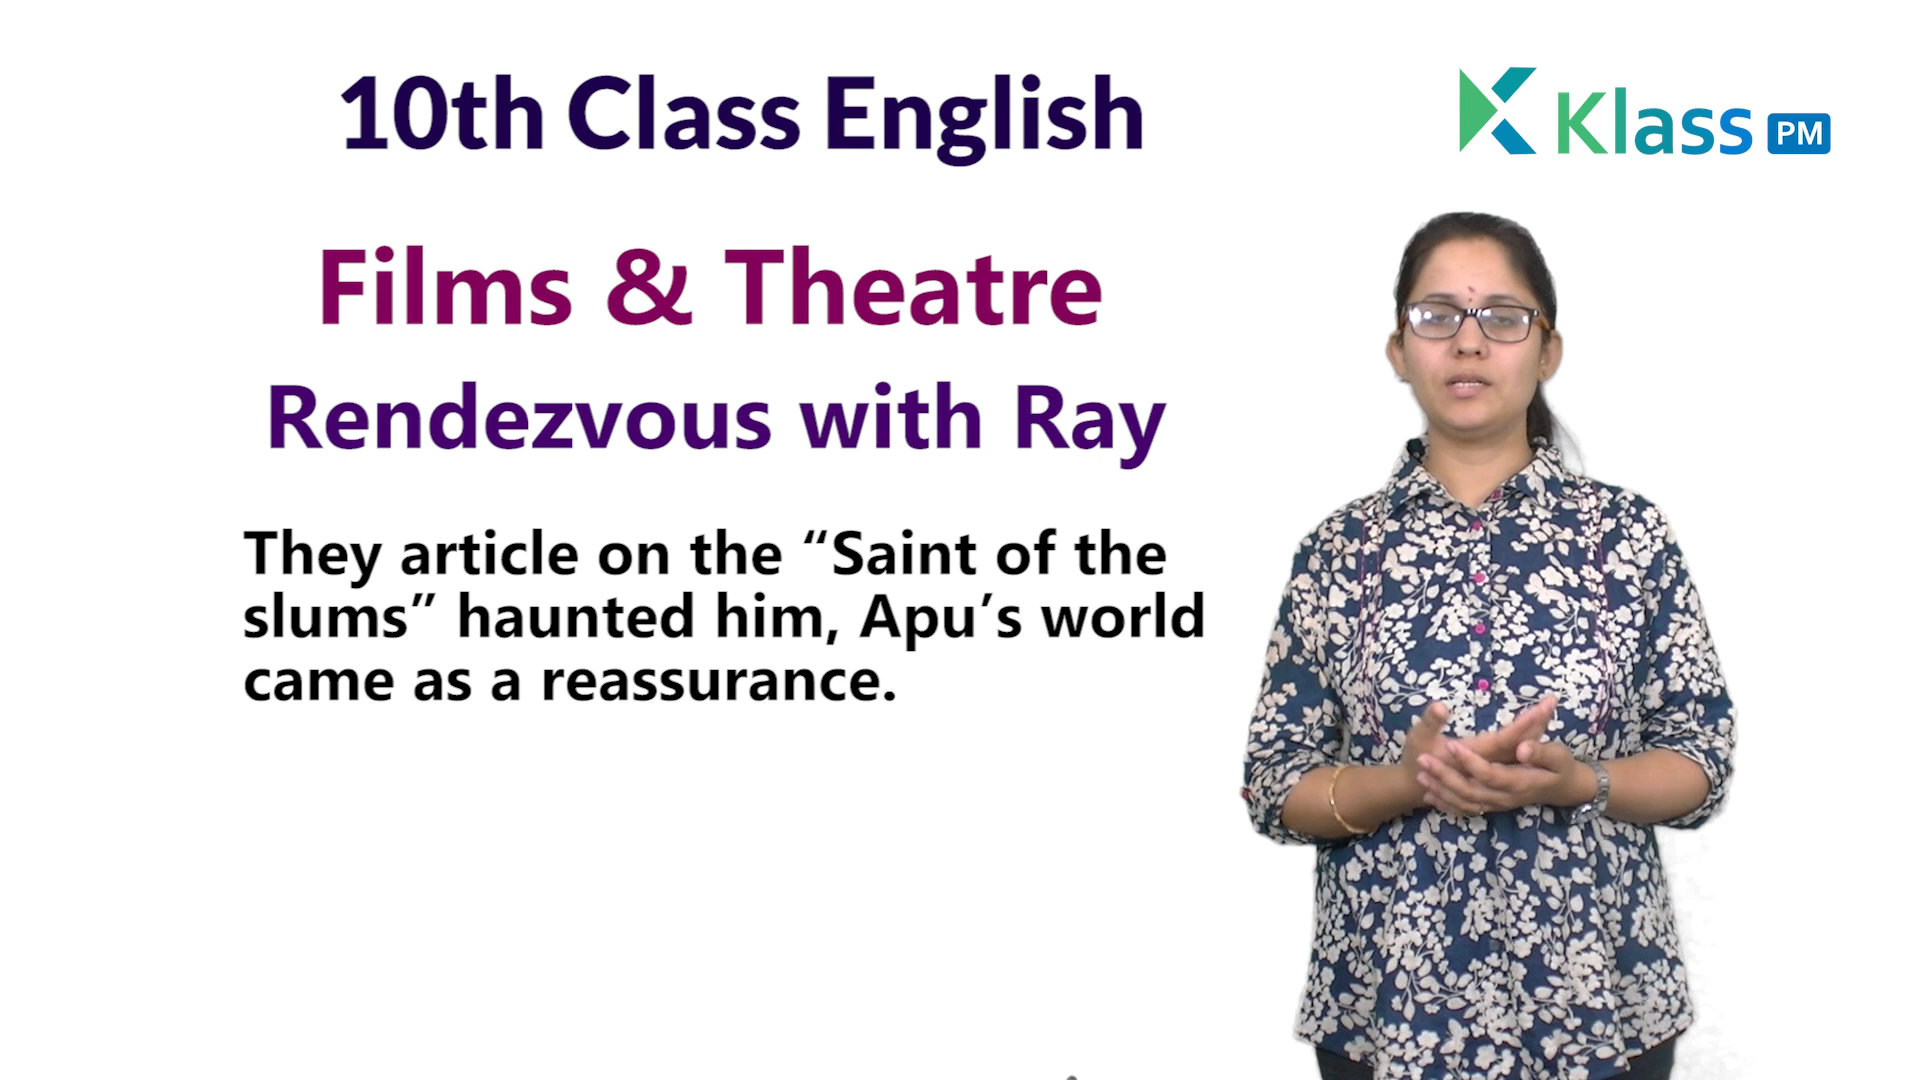 10th Class English
Klass PM
Films & Theatre
Rendezvous with Ray
They article on the “Saint of the
slums” haunted him, Apu’s world
came as a reassurance.